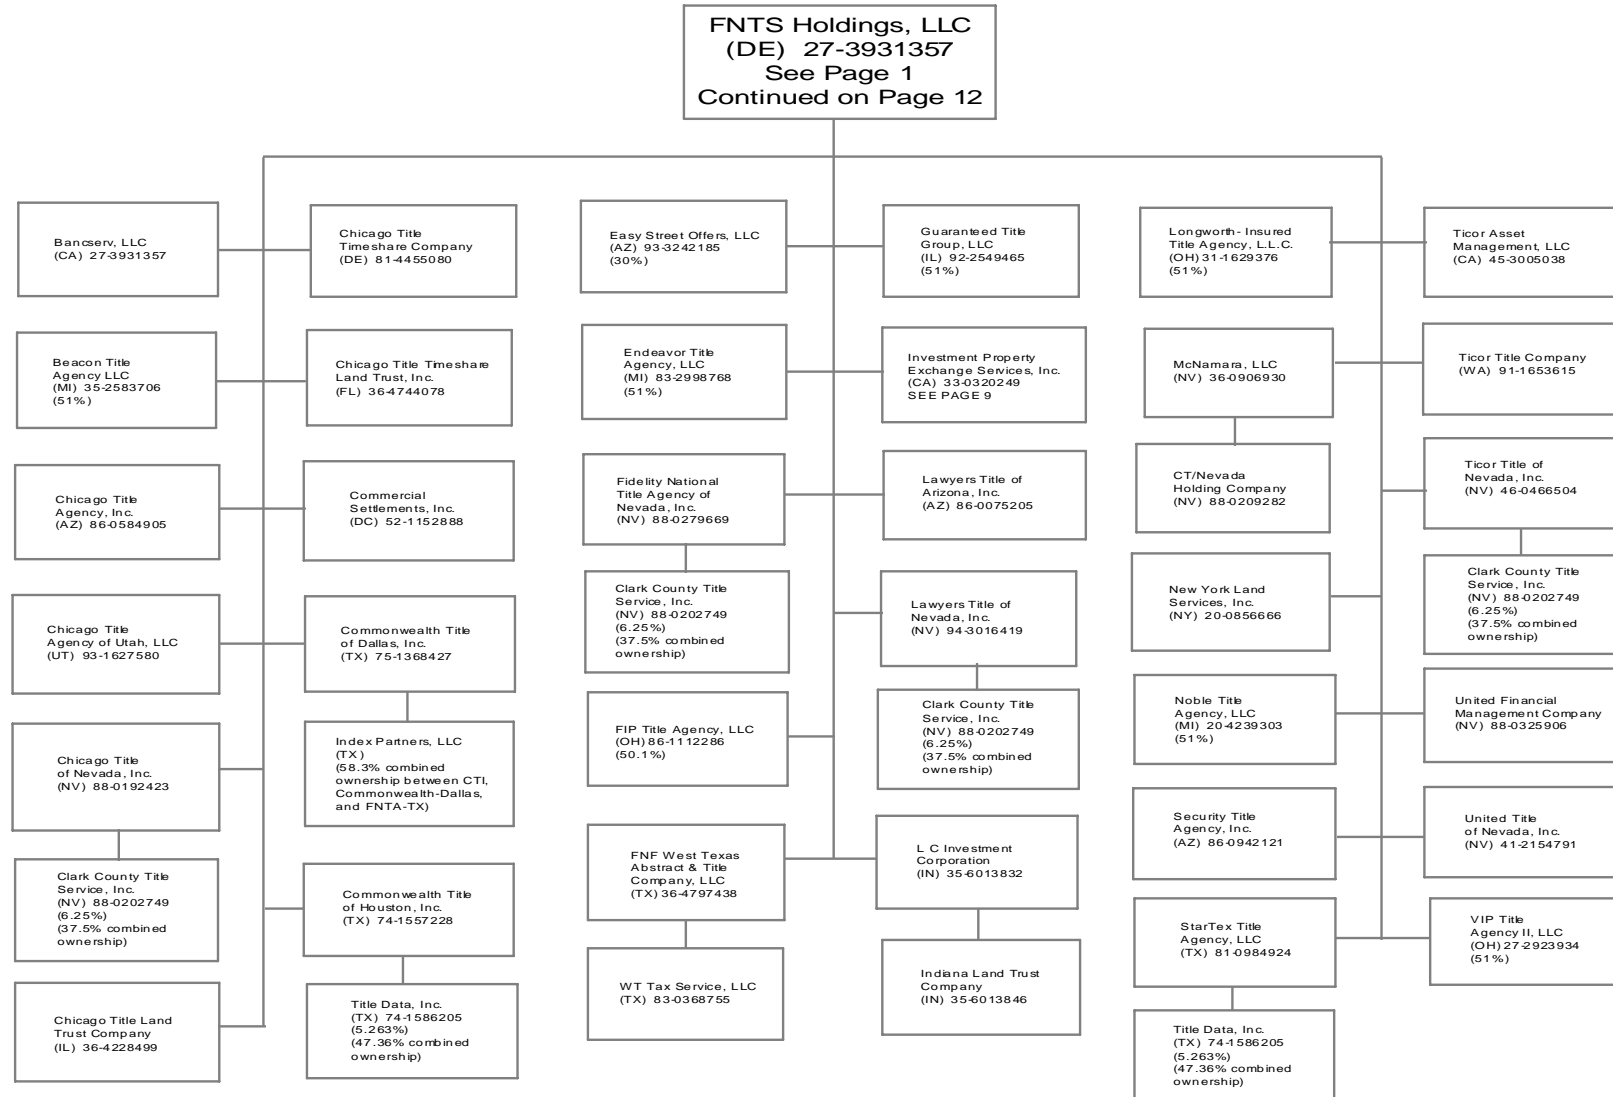 FNTS Holdings, LLC
(DE) 27-3931357
See Page 1
Continued on Page 12
Bancserv, LLC
(CA) 27-3931357
Chicago Title
Timeshare Company
(DE) 81-4455080
Beacon Title
Agency LLC
(MI) 35-2583706
(51%)
Chicago Title Timeshare
Land Trust, Inc.
(FL) 36-4744078
Chicago Title
Agency, Inc.
(AZ) 86-0584905
Commercial
Settlements, Inc.
(DC) 52-1152888
Chicago Title
Agency of Utah, LLC
(UT) 93-1627580
Commonwealth Title
of Dallas, Inc.
(TX) 75-1368427
Index Partners, LLC
(TX)
(58.3% combined
ownership between CTI,
Commonwealth-Dallas,
and FNTA-TX)
Chicago Title
of Nevada, Inc.
(NV) 88-0192423
Clark County Title
Service, Inc.
(NV) 88-0202749
(6.25%)
(37.5% combined
ownership)
Commonwealth Title
of Houston, Inc.
(TX) 74-1557228
Chicago Title Land
Trust Company
(IL) 36-4228499
Title Data, Inc.
(TX) 74-1586205
(5.263%)
(47.36% combined
ownership)
Easy Street Offers, LLC
(AZ) 93-3242185
(30%)
Guaranteed Title
Group, LLC
(IL) 92-2549465
(51%)
Endeavor Title
Agency, LLC
(MI) 83-2998768
(51%)
Investment Property
Exchange Services, Inc.
(CA) 33-0320249
SEE PAGE 9
Fidelity National
Title Agency of
Nevada, Inc.
(NV) 88-0279669
Lawyers Title of
Arizona, Inc.
(AZ) 86-0075205
Clark County Title
Service, Inc.
(NV) 88-0202749
(6.25%)
(37.5% combined
ownership)
Lawyers Title of
Nevada, Inc.
(NV) 94-3016419
FIP Title Agency, LLC
(OH) 86-1112286
(50.1%)
Clark County Title
Service, Inc.
(NV) 88-0202749
(6.25%)
(37.5% combined
ownership)
FNF West Texas
Abstract & Title
Company, LLC
(TX) 36-4797438
L C Investment
Corporation
(IN) 35-6013832
WT Tax Service, LLC
(TX) 83-0368755
Indiana Land Trust
Company
(IN) 35-6013846
Longworth- Insured
Title Agency, L.L.C.
(OH) 31-1629376
(51%)
Ticor Asset
Management, LLC
(CA) 45-3005038
McNamara, LLC
(NV) 36-0906930
Ticor Title Company
(WA) 91-1653615
CT/Nevada
Holding Company
(NV) 88-0209282
Ticor Title of
Nevada, Inc.
(NV) 46-0466504
New York Land
Services, Inc.
(NY) 20-0856666
Clark County Title
Service, Inc.
(NV) 88-0202749
(6.25%)
(37.5% combined
ownership)
Noble Title
Agency, LLC
(MI) 20-4239303
(51%)
United Financial
Management Company
(NV) 88-0325906
Security Title
Agency, Inc.
(AZ) 86-0942121
United Title
of Nevada, Inc.
(NV) 41-2154791
StarTex Title
Agency, LLC
(TX) 81-0984924
VIP Title
Agency II, LLC
(OH) 27-2923934
(51%)
Title Data, Inc.
(TX) 74-1586205
(5.263%)
(47.36% combined
ownership)